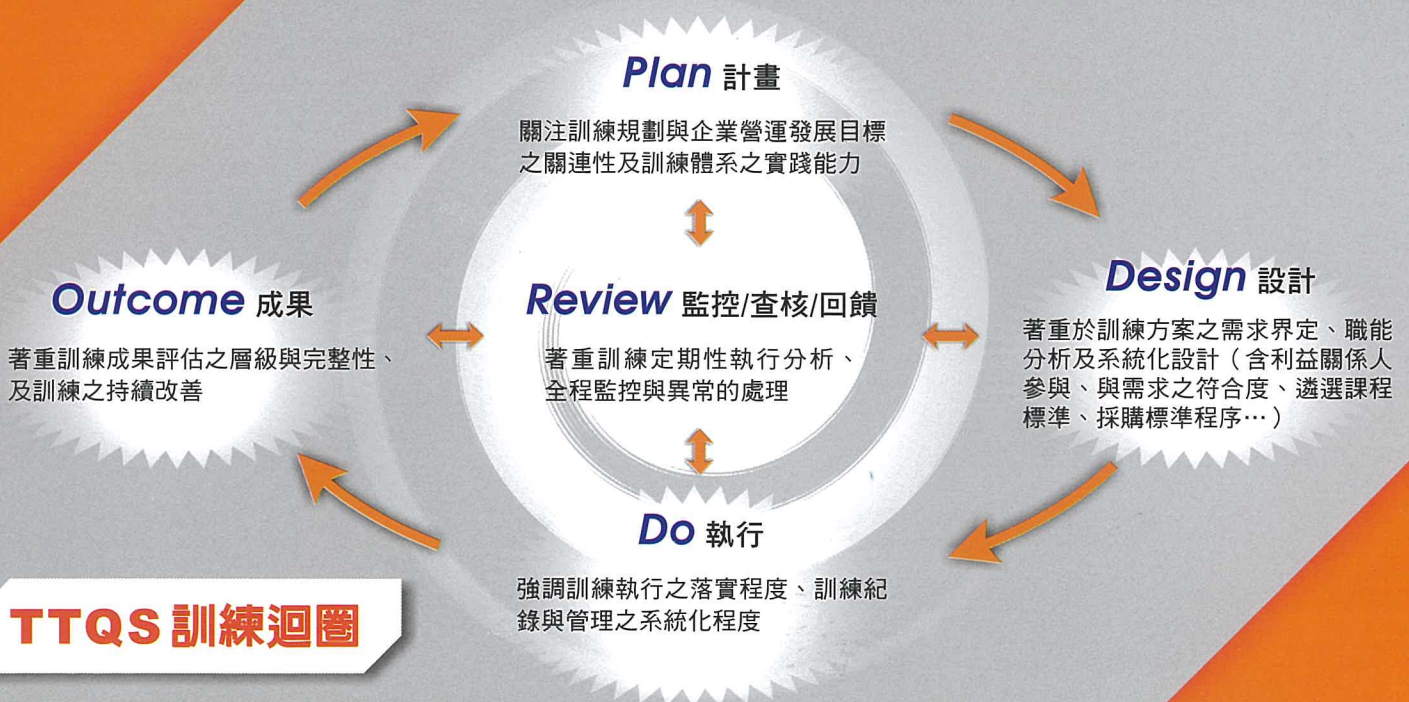 Plan 計畫
關注訓練規劃與企業營運發展目標
之關連性及訓練體系之實踐能力
Outcome 成果
著重訓練成果評估之層級與完整性、
及訓練之持續改善
Review 監控/查核/回饋
著重訓練定期性執行分析、
全程監控與異常的處理
Design 設計
著重於訓練方案之需求界定、職能
分析及系統化設計（含利益關係人
參與、與需求之符合度、遴選課程
標準、採購標準程序…）
Do 執行
強調訓練執行之落實程度、訓練紀
錄與管理之系統化程度
TTQS訓練迴圈